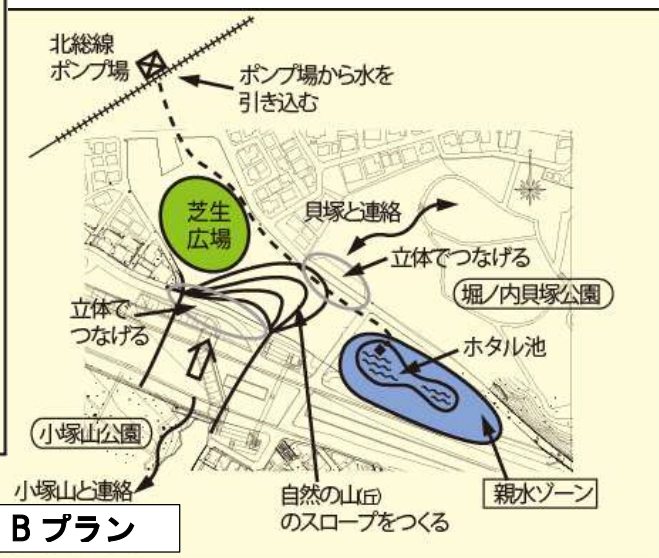 北総線
ポンプ場
ポンプ場から水を
引き込む
芝生
広場
貝塚と連絡
立体でつなげる
堀ノ内貝塚公園
立体で
つなげる
ホタル池
小塚山公園
小塚山と連絡
自然の山(丘)
のスロープをつくる
親水ゾーン
B プラン